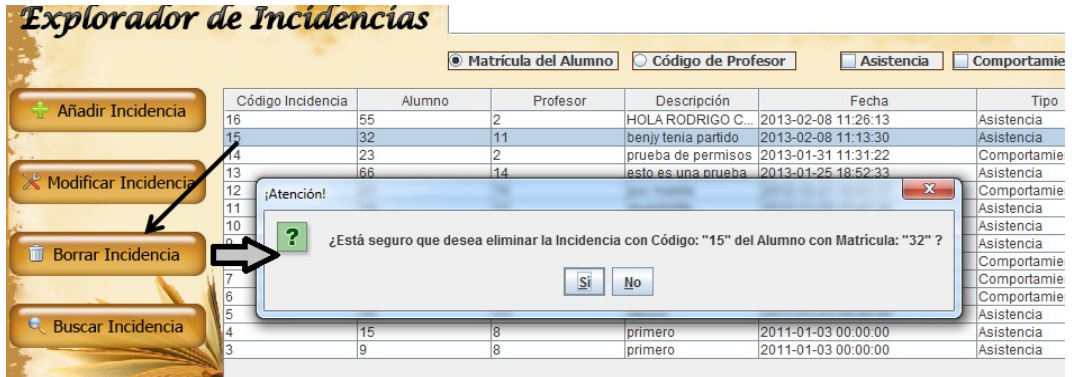 Explorador de Incidencias
Matrícula del Alumno Código de Profesor Asistencia Comportamie
Añadir Incidencia
Modificar Incidencia
Borrar Incidencia
Buscar Incidencia
Código Incidencia Alumno Profesor Descripción Fecha Tipo
16 55 2 HOLA RODRIGO C... 2013-02-08 11:26:13 Asistencia
15 32 11 benjy tenia partido 2013-02-08 11:13:30 Asistencia
14 23 2 prueba de permisos 2013-01-31 11:31:22 Comportamie
13 66 14 esto es una prueba 2013-01-25 18:52:33 Asistencia
12 Comportamie
11 Asistencia
10 Asistencia
Asistencia
Comportamie
7 Comportamie
6 Comportamie
5 Asistencia
4 15 8 primero 2011-01-03 00:00:00 Asistencia
3 9 8 primero 2011-01-03 00:00:00 Asistencia
¡Atención!
¿Está seguro que desea eliminar la Incidencia con Código: "15" del Alumno con Matrícula: "32" ?
Sí No